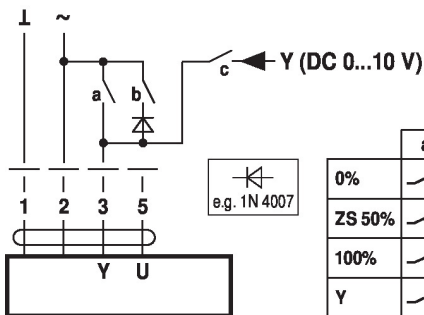 ⊥ ~
a b c Y (DC 0...10 V)
e.g. 1N 4007
1 2 3 5
Y U
a
0%
ZS 50%
100%
Y